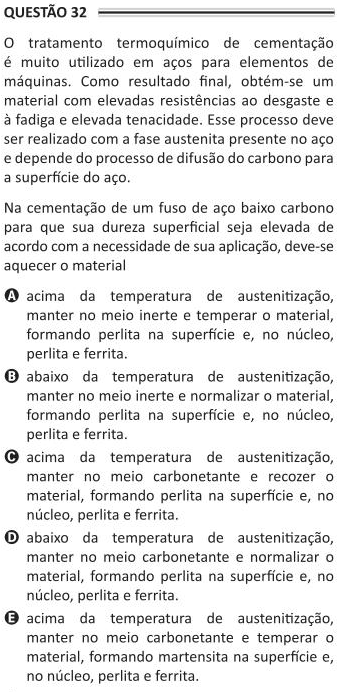 QUESTÃO 32
O tratamento termoquímico de cementação
é muito utilizado em aços para elementos de
máquinas. Como resultado final, obtém-se um
material com elevadas resistências ao desgaste e
à fadiga e elevada tenacidade. Esse processo deve
ser realizado com a fase austenita presente no aço
e depende do processo de difusão do carbono para
a superfície do aço.
Na cementação de um fuso de aço baixo carbono
para que sua dureza superficial seja elevada de
acordo com a necessidade de sua aplicação, deve-se
aquecer o material
A acima da temperatura de austenitização,
manter no meio inerte e temperar o material,
formando perlita na superfície e, no núcleo,
perlita e ferrita.
B abaixo da temperatura de austenitização,
manter no meio inerte e normalizar o material,
formando perlita na superfície e, no núcleo,
perlita e ferrita.
C acima da temperatura de austenitização,
manter no meio carbonetante e recozer o
material, formando perlita na superfície e, no
núcleo, perlita e ferrita.
D abaixo da temperatura de austenitização,
manter no meio carbonetante e normalizar o
material, formando perlita na superfície e, no
núcleo, perlita e ferrita.
E acima da temperatura de austenitização,
manter no meio carbonetante e temperar o
material, formando martensita na superfície e,
no núcleo, perlita e ferrita.